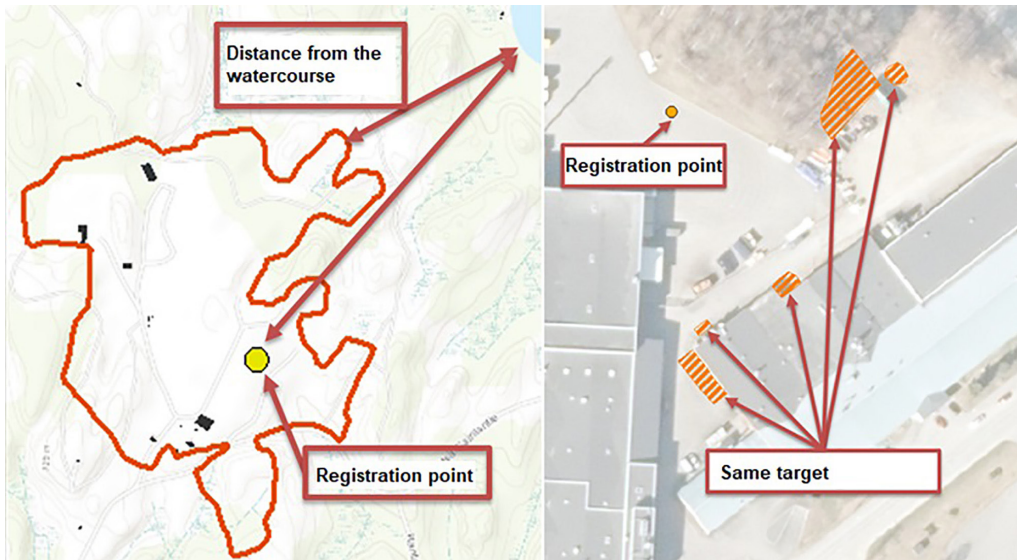 Distance from the
watercourse
Registration point
Registration point
Same target